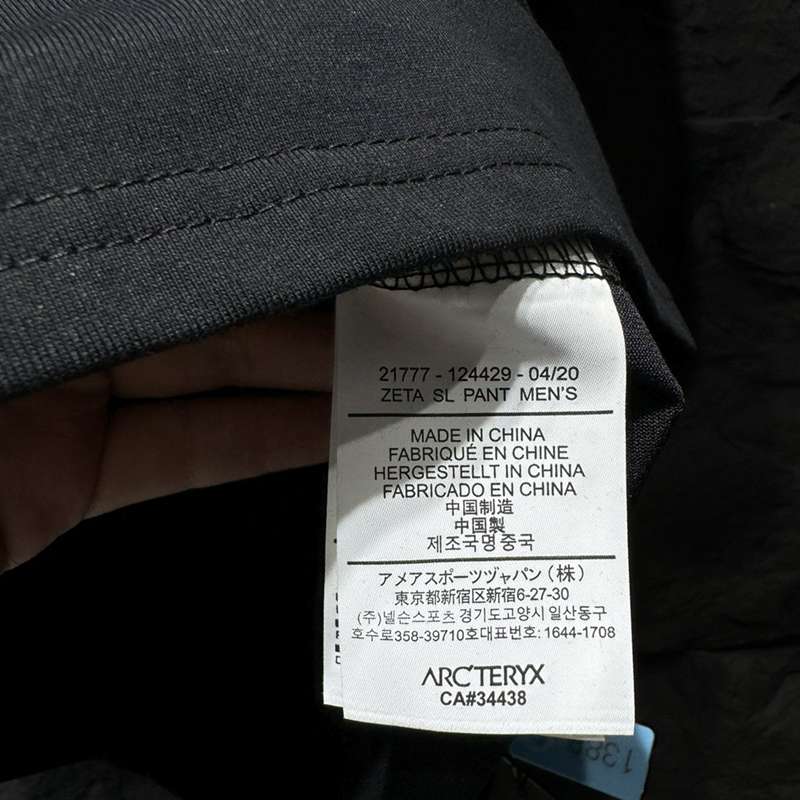 21777 - 124429 - 04/20
ZETA SL PANT MEN'S
MADE IN CHINA
FABRIQUÉ EN CHINE
HERGESTELLT IN CHINA
FABRICADO EN CHINA
中国制造
中国製
제조국명 중국
アメアスポーツヅャパン (株)
東京都新宿区新宿6-27-30
(주)넬슨스포츠 경기도고양시 일산동구
호수로358-39710호대표번호: 1644-1708
ARC'TERYX
CA#34438